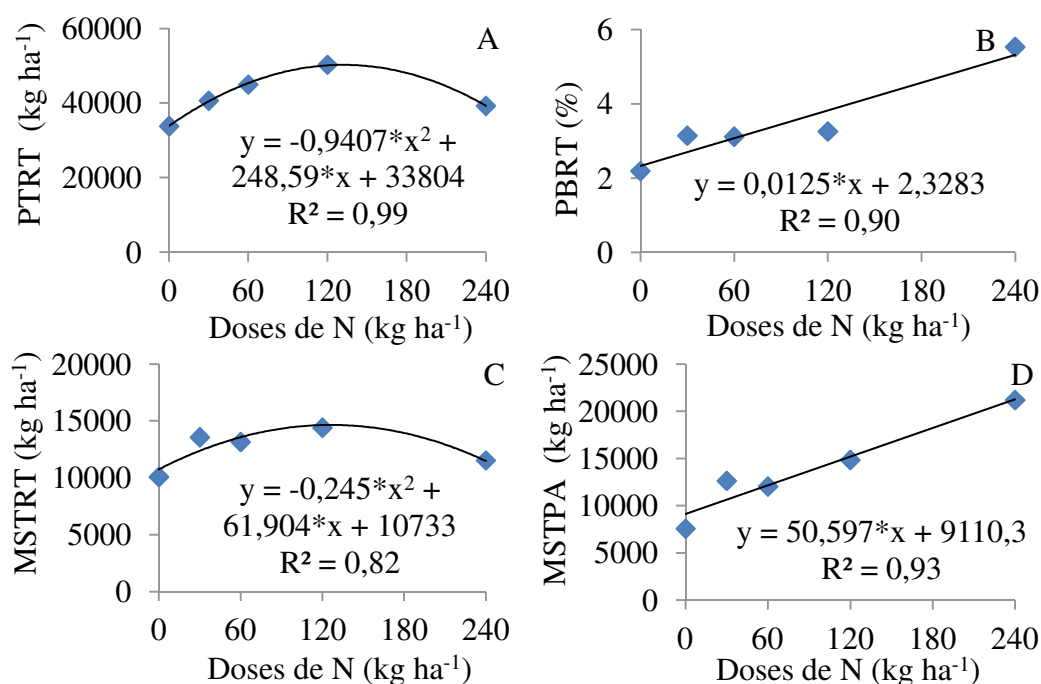 A
PTRT (kg ha⁻¹)
60000
40000
20000
0
y = -0,9407*x² +
248,59*x + 33804
R² = 0,99
0 60 120 180 240
Doses de N (kg ha⁻¹)
B
PBRT (%)
6
4
2
0
y = 0,0125*x + 2,3283
R² = 0,90
0 60 120 180 240
Doses de N (kg ha⁻¹)
C
MSTRT (kg ha⁻¹)
20000
15000
10000
5000
0
y = -0,245*x² +
61,904*x + 10733
R² = 0,82
0 60 120 180 240
Doses de N (kg ha⁻¹)
D
MSTPA (kg ha⁻¹)
25000
20000
15000
10000
5000
0
y = 50,597*x + 9110,3
R² = 0,93
0 60 120 180 240
Doses de N (kg ha⁻¹)